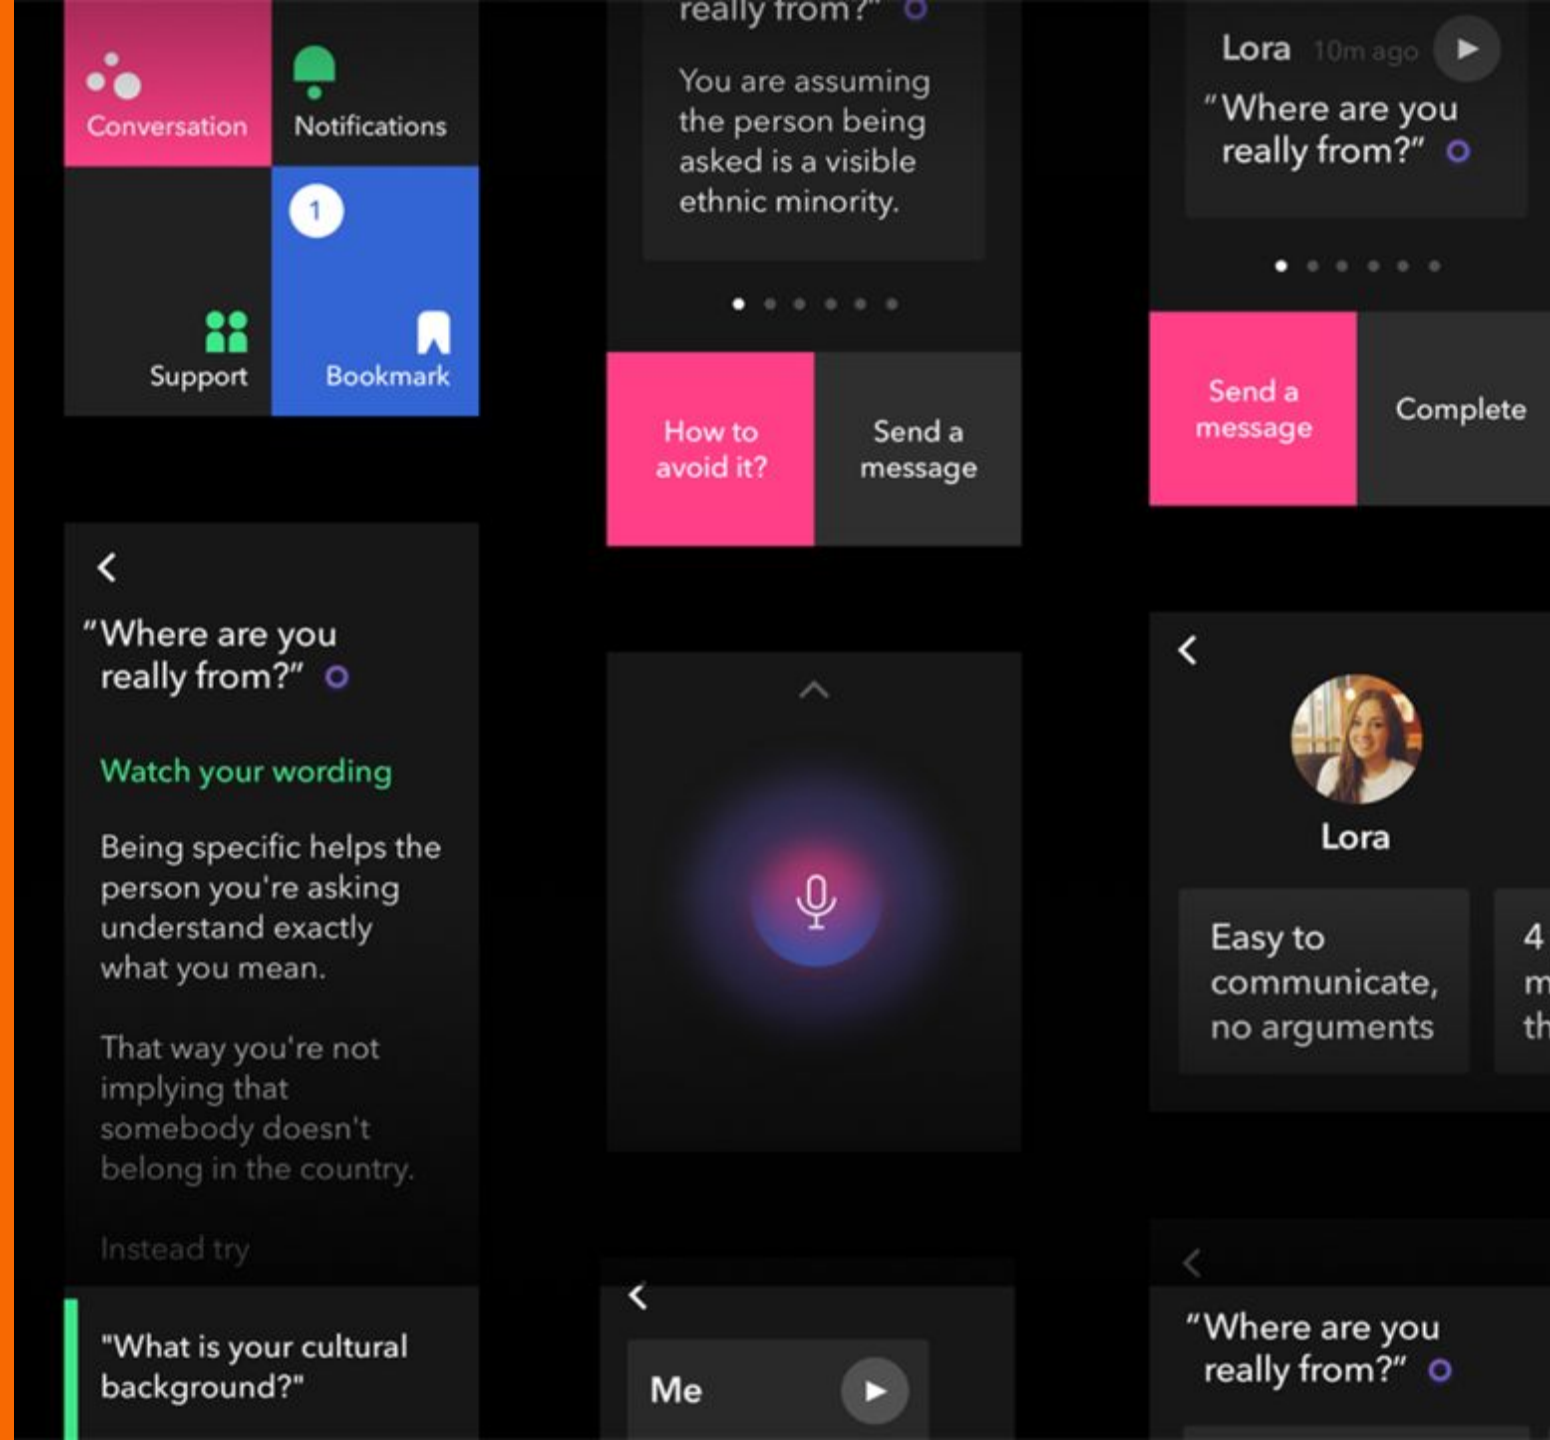 Conversation
Notifications
1
Support
Bookmark
“Where are you
really from?”
Watch your wording
Being specific helps the
person you're asking
understand exactly
what you mean.
That way you're not
implying that
somebody doesn't
belong in the country.
Instead try
"What is your cultural
background?"
really from?”
You are assuming
the person being
asked is a visible
ethnic minority.
How to
avoid it?
Send a
message
Me
Lora 10m ago
“Where are you
really from?”
Send a
message
Complete
Lora
Easy to
communicate,
no arguments
4
“Where are you
really from?”